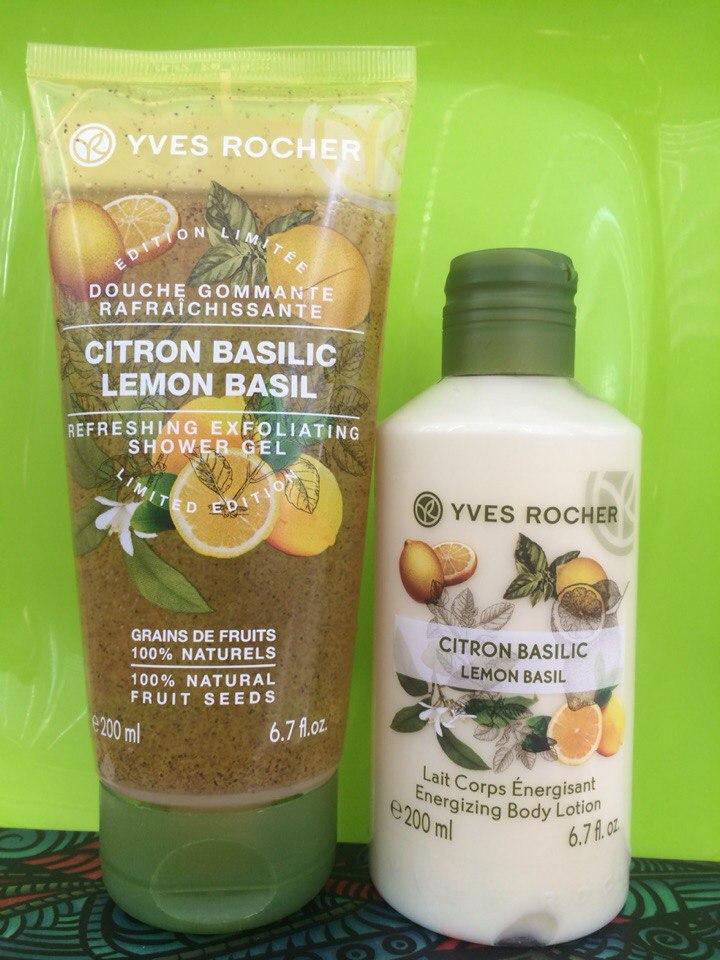 YVES ROCHER
EDITION LIMITÉE
DOUCHE GOMMANTE
RAFRAÎCHISSANTE
CITRON BASILIC
LEMON BASIL
REFRESHING EXFOLIATING
SHOWER GEL
LIMITED EDITION
GRAINS DE FRUITS
100% NATURELS
100% NATURAL
FRUIT SEEDS
℮ 200 ml 6.7 fl.oz.
YVES ROCHER
CITRON BASILIC
LEMON BASIL
Lait Corps Énergisant
Energizing Body Lotion
℮ 200 ml 6.7 fl. oz.